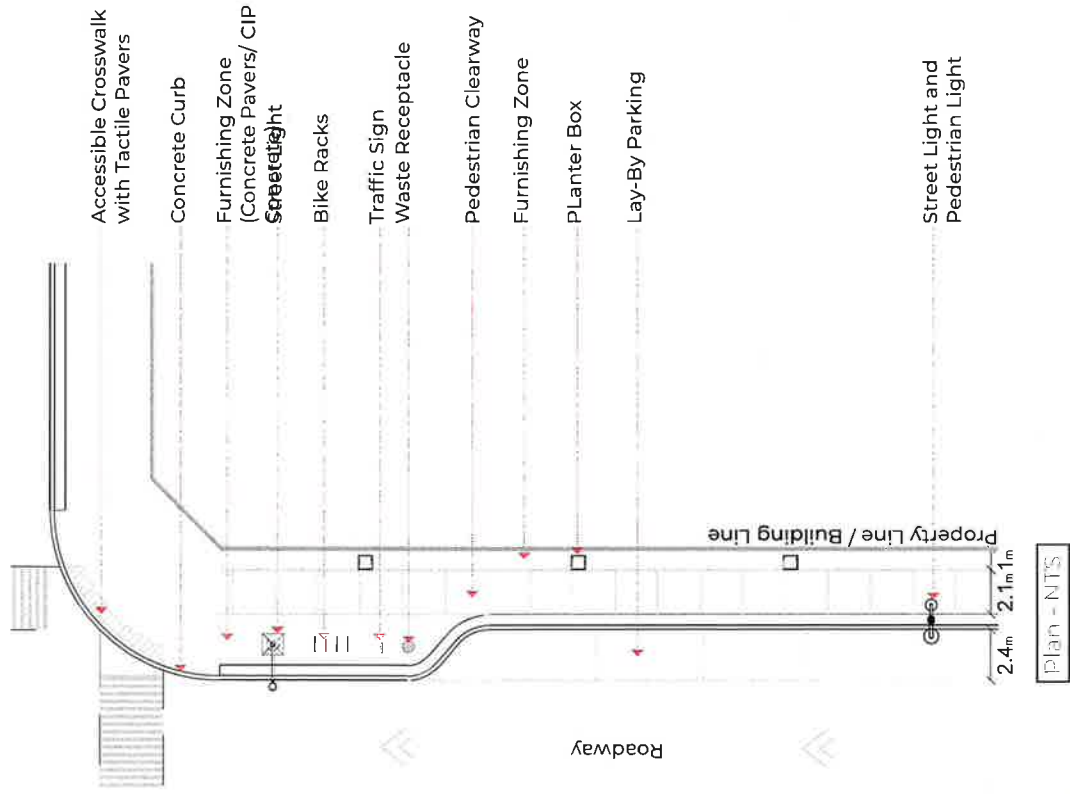 Accessible Crosswalk
with Tactile Pavers
Concrete Curb
Furnishing Zone
(Concrete Pavers/ CIP
Concrete)
Street Light
Bike Racks
Traffic Sign
Waste Receptacle
Pedestrian Clearway
Furnishing Zone
PLanter Box
Lay-By Parking
Street Light and
Pedestrian Light
Property Line / Building Line
Roadway
2.4m
2.1m
1m
Plan - NTS